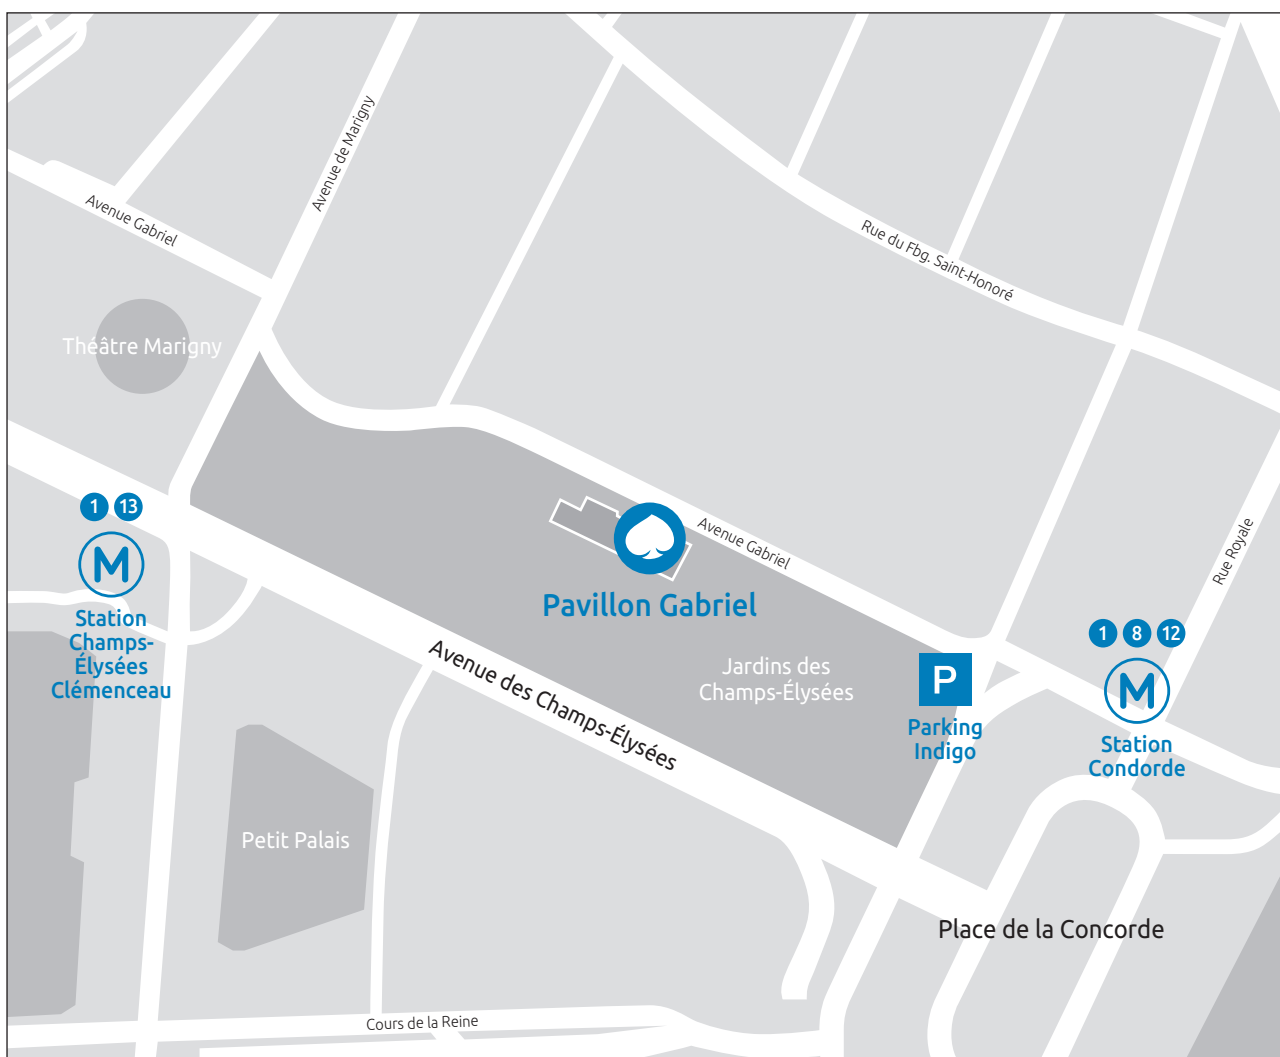 Avenue de Marigny
Avenue Gabriel
Rue du Fbg. Saint-Honoré
Théâtre Marigny
1 13
M
Station
Champs-
Élysées
Clémenceau
Pavillon Gabriel
Avenue Gabriel
Rue Royale
Avenue des Champs-Élysées
Jardins des
Champs-Élysées
P
Parking
Indigo
1 8 12
M
Station
Condorde
Petit Palais
Place de la Concorde
Cours de la Reine